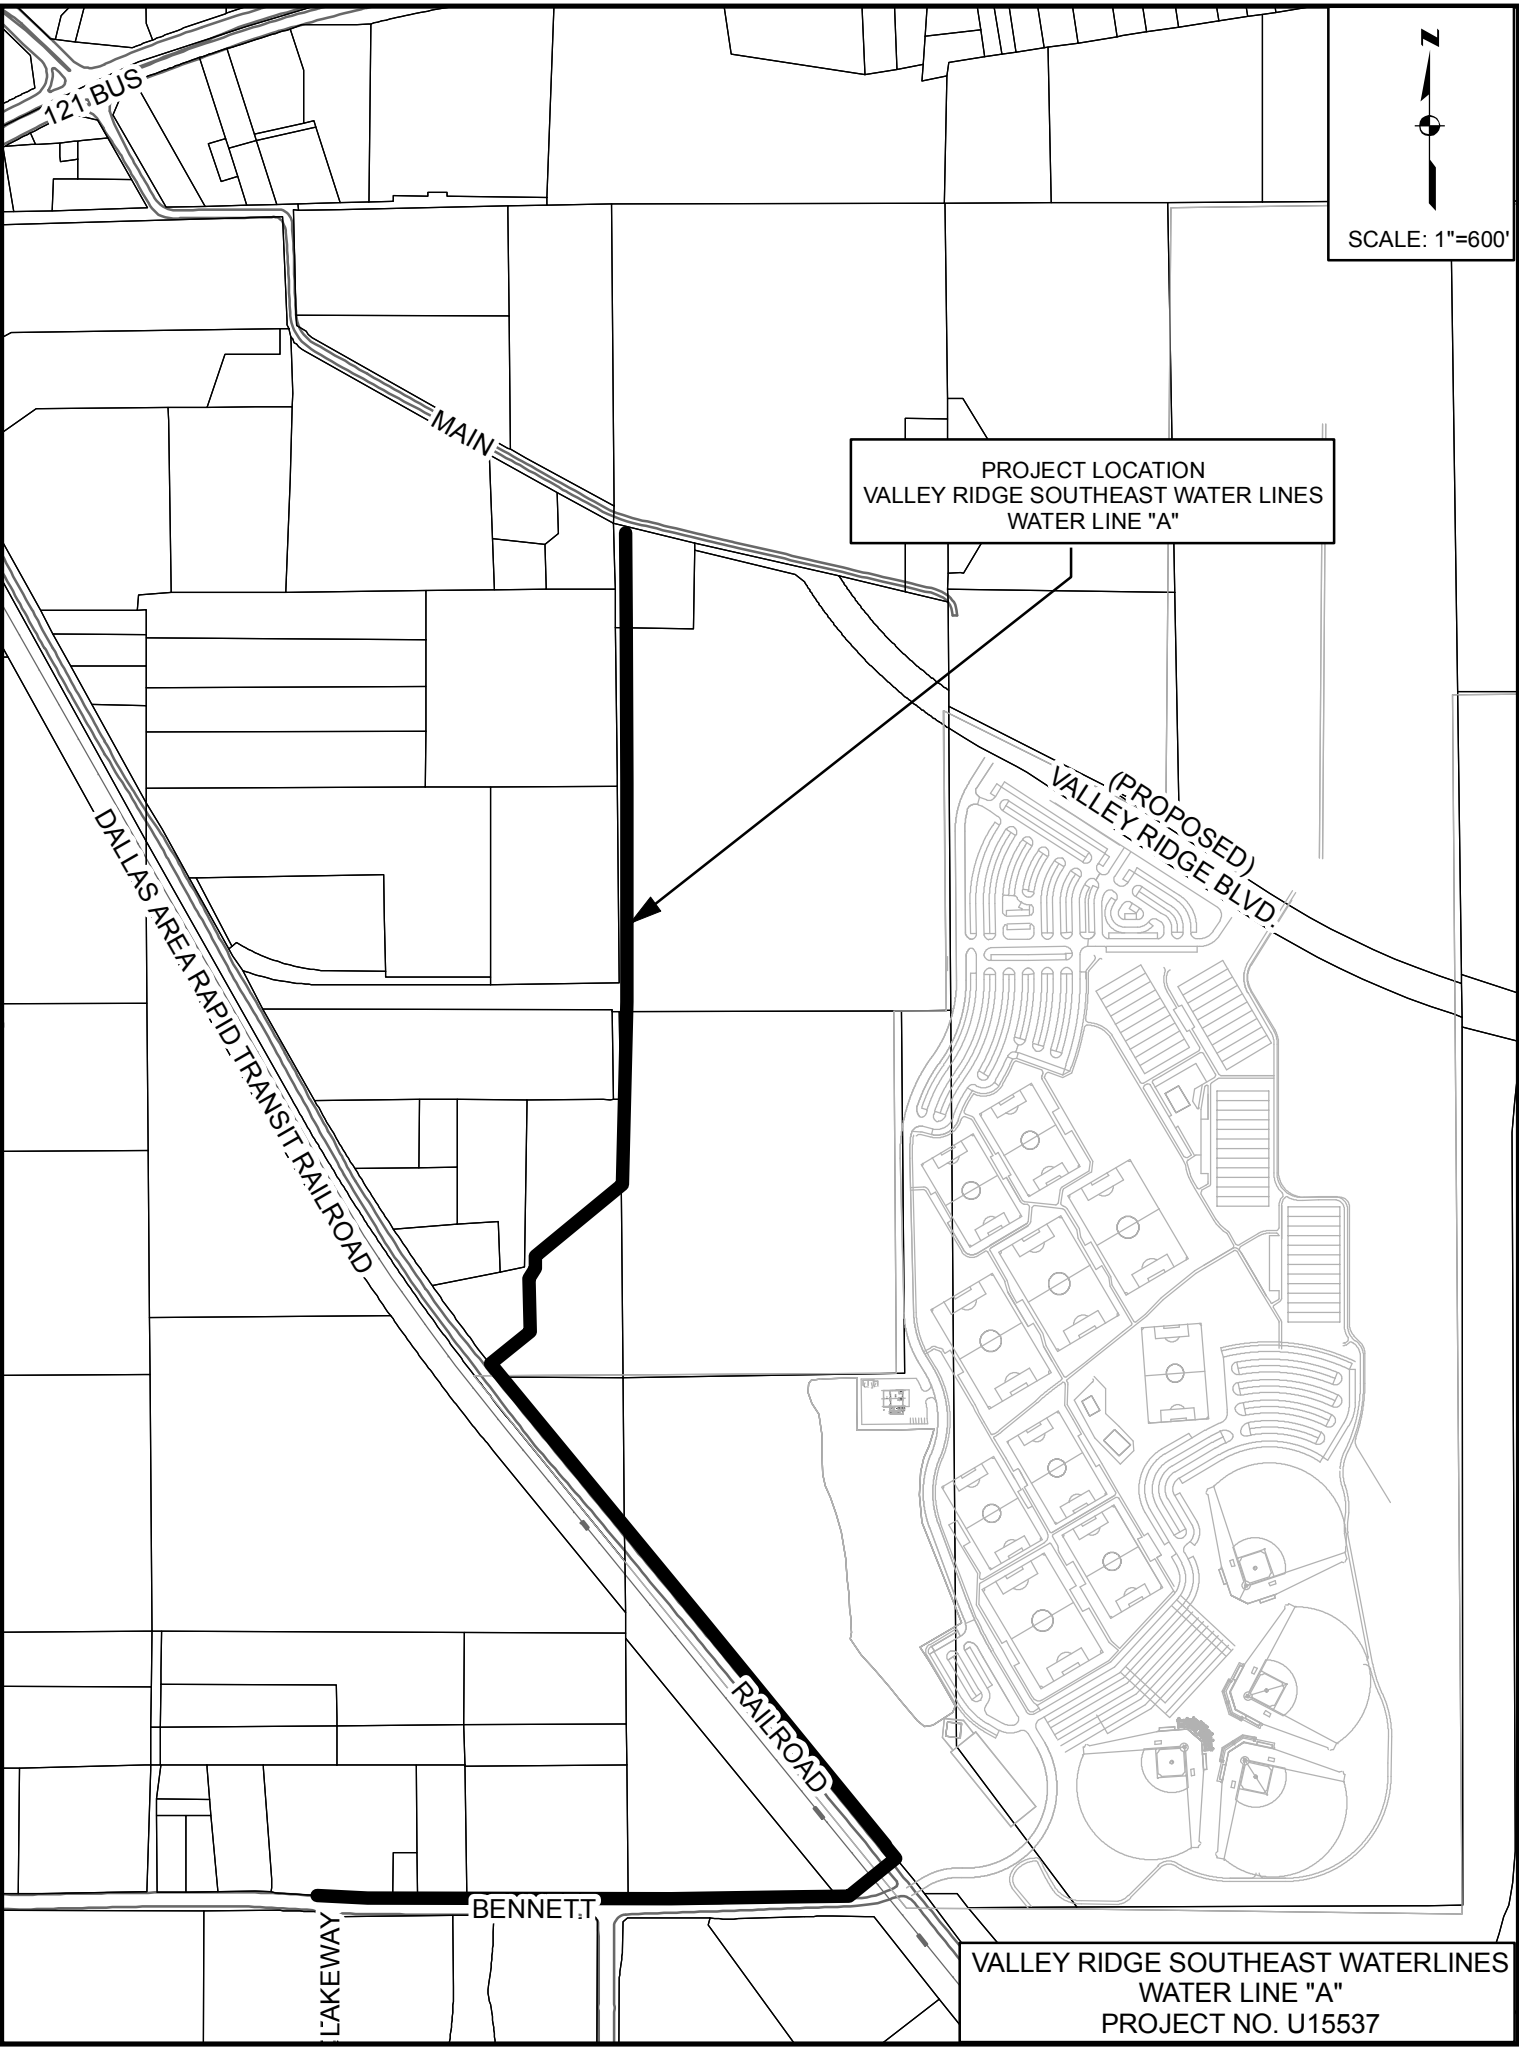 121 BUS
N
SCALE: 1"=600'
MAIN
PROJECT LOCATION
VALLEY RIDGE SOUTHEAST WATER LINES
WATER LINE "A"
(PROPOSED)
VALLEY RIDGE BLVD.
DALLAS AREA RAPID TRANSIT RAILROAD
RAILROAD
BENNETT
LAKEWAY
VALLEY RIDGE SOUTHEAST WATERLINES
WATER LINE "A"
PROJECT NO. U15537